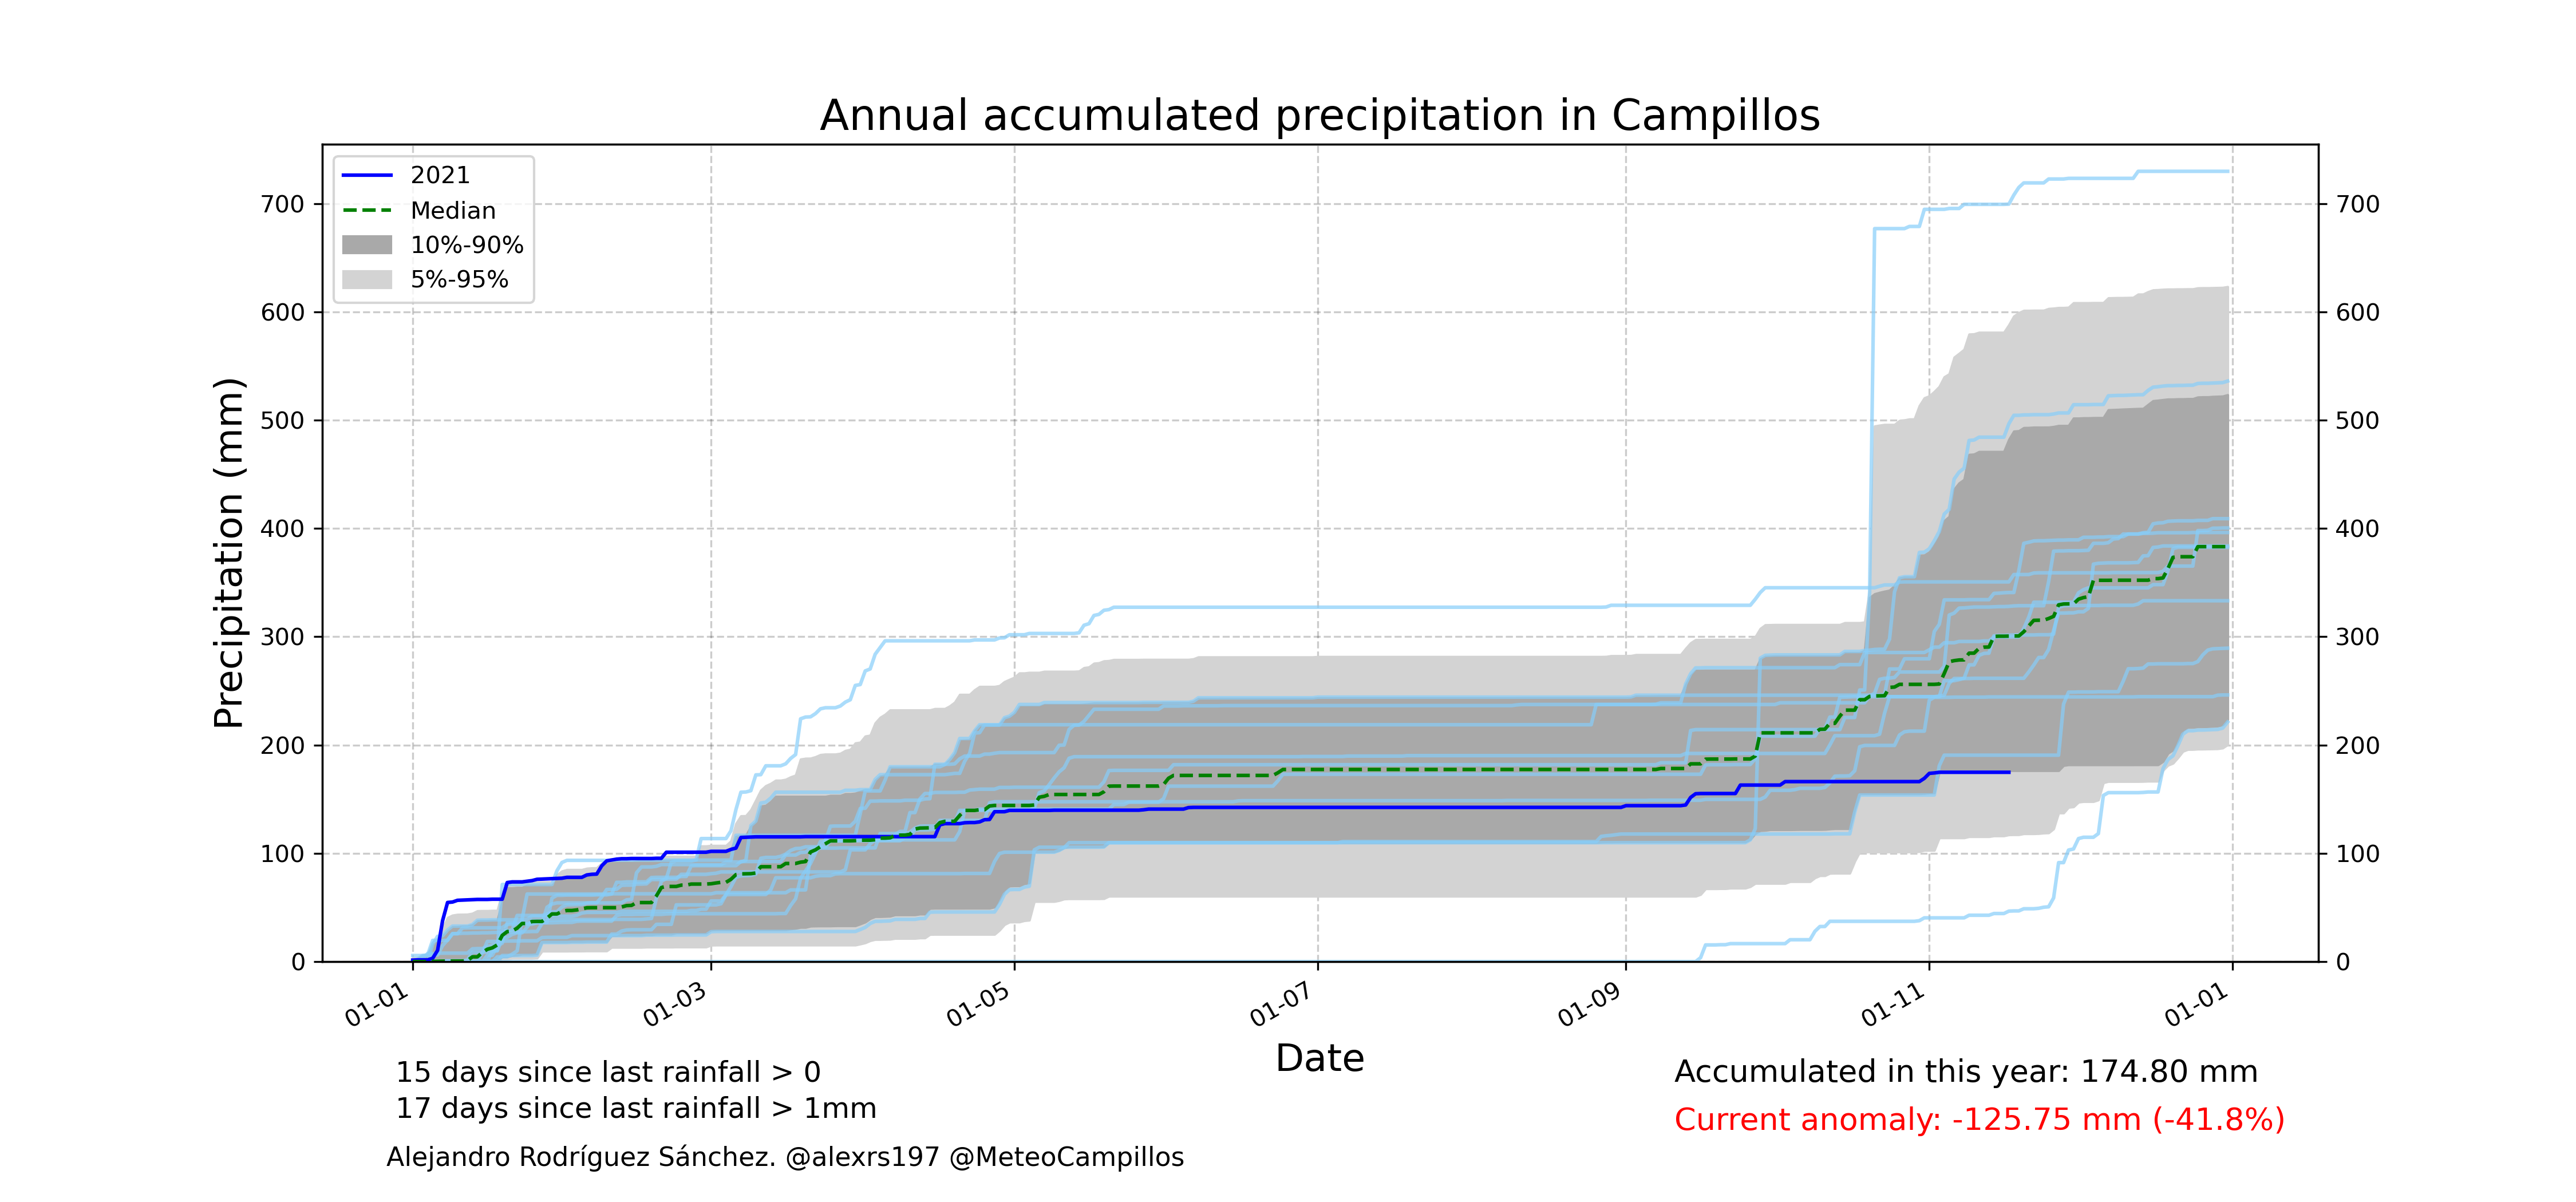 Annual accumulated precipitation in Campillos
2021
Median
10%-90%
5%-95%
Precipitation (mm)
700
600
500
400
300
200
100
0
700
600
500
400
300
200
100
0
01-01
01-03
01-05
01-07
01-09
01-11
01-01
Date
15 days since last rainfall > 0
17 days since last rainfall > 1mm
Accumulated in this year: 174.80 mm
Current anomaly: -125.75 mm (-41.8%)
Alejandro Rodríguez Sánchez. @alexrs197 @MeteoCampillos